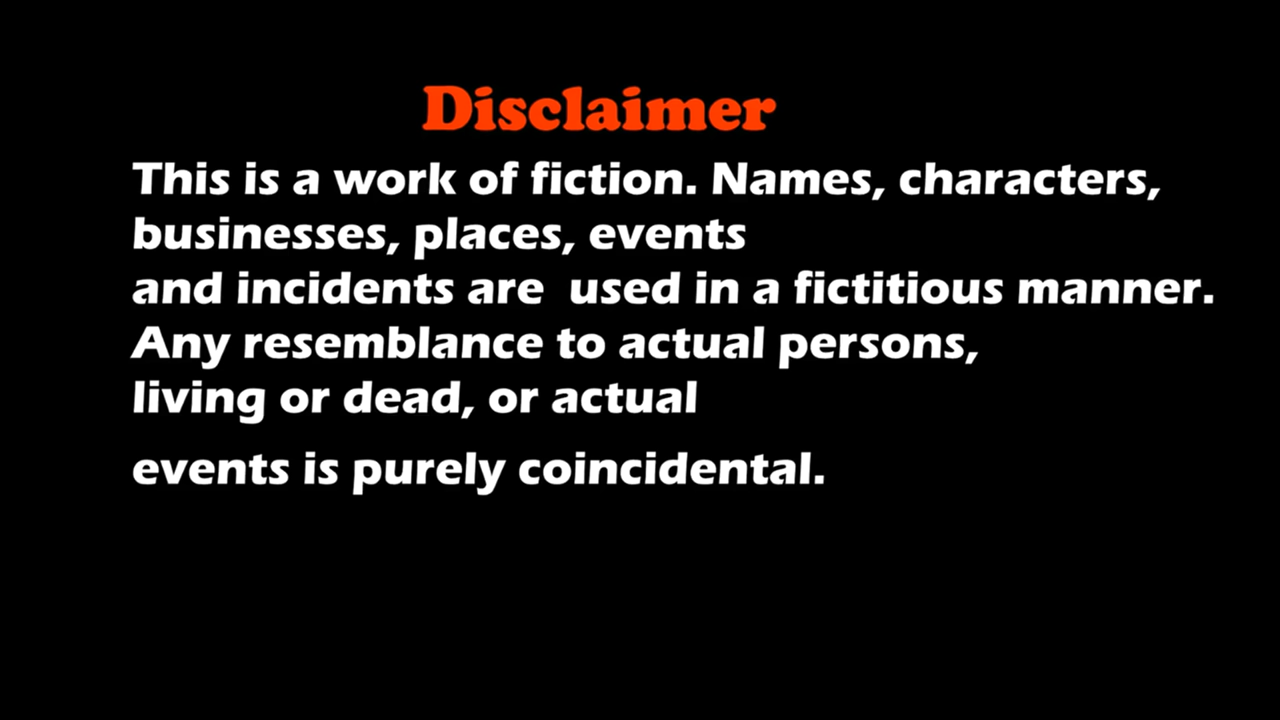 Disclaimer
This is a work of fiction. Names, characters,
businesses, places, events
and incidents are  used in a fictitious manner.
Any resemblance to actual persons,
living or dead, or actual
events is purely coincidental.